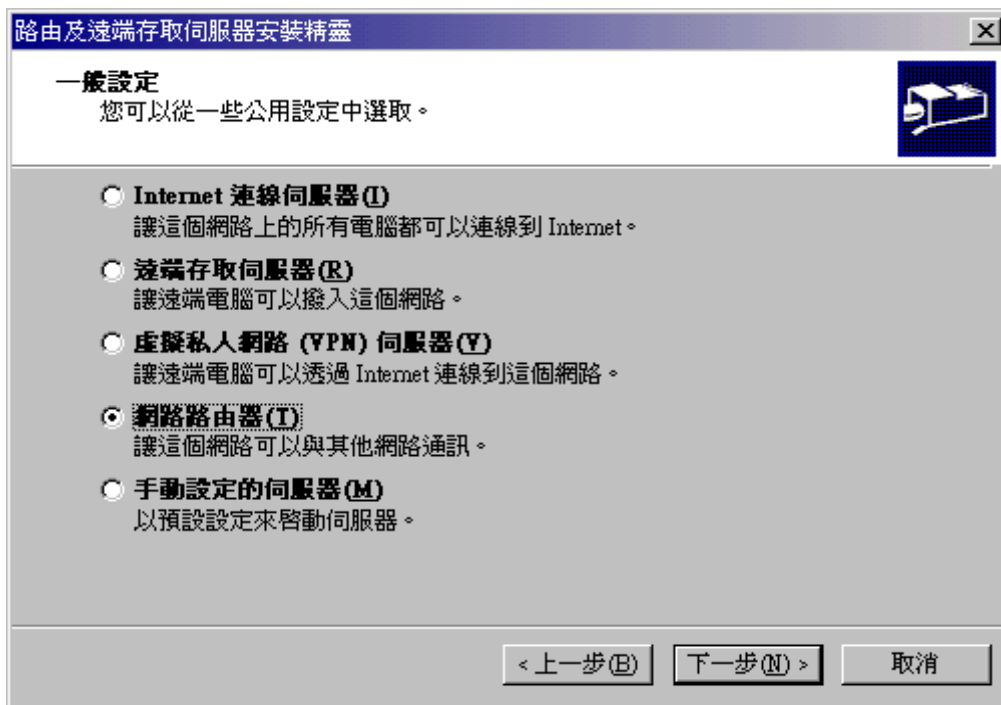 路由及遠端存取伺服器安裝精靈
一般設定
您可以從一些公用設定中選取。
Internet 連線伺服器(I)
讓這個網路上的所有電腦都可以連線到 Internet。
遠端存取伺服器(R)
讓遠端電腦可以撥入這個網路。
虛擬私人網路 (VPN) 伺服器(V)
讓遠端電腦可以透過 Internet 連線到這個網路。
網路路由器(T)
讓這個網路可以與其他網路通訊。
手動設定的伺服器(M)
以預設設定來啓動伺服器。
<上一步(B) 下一步(N)> 取消